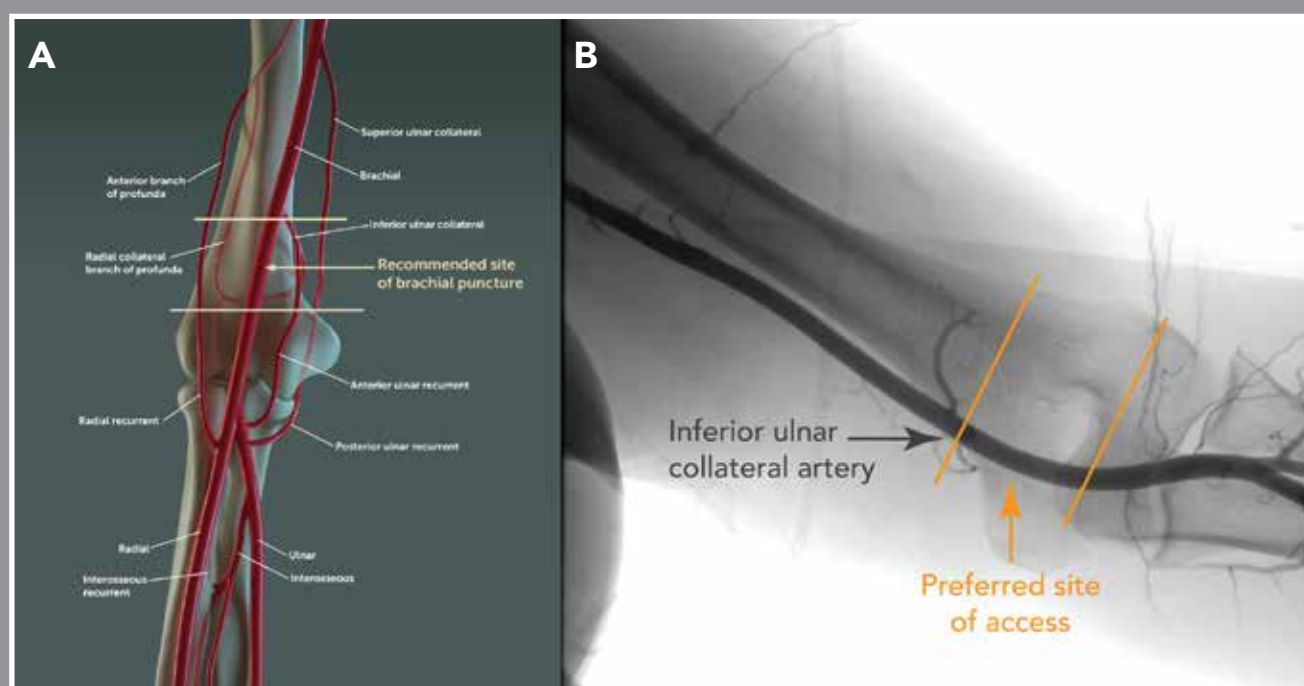 A
Superior ulnar collateral
Brachial
Anterior branch
of profunda
Inferior ulnar collateral
Radial collateral
branch of profunda
Recommended site
of brachial puncture
Anterior ulnar recurrent
Radial recurrent
Posterior ulnar recurrent
Radial
Ulnar
Interosseous
Interosseous
recurrent
B
Inferior ulnar
collateral artery
Preferred site
of access